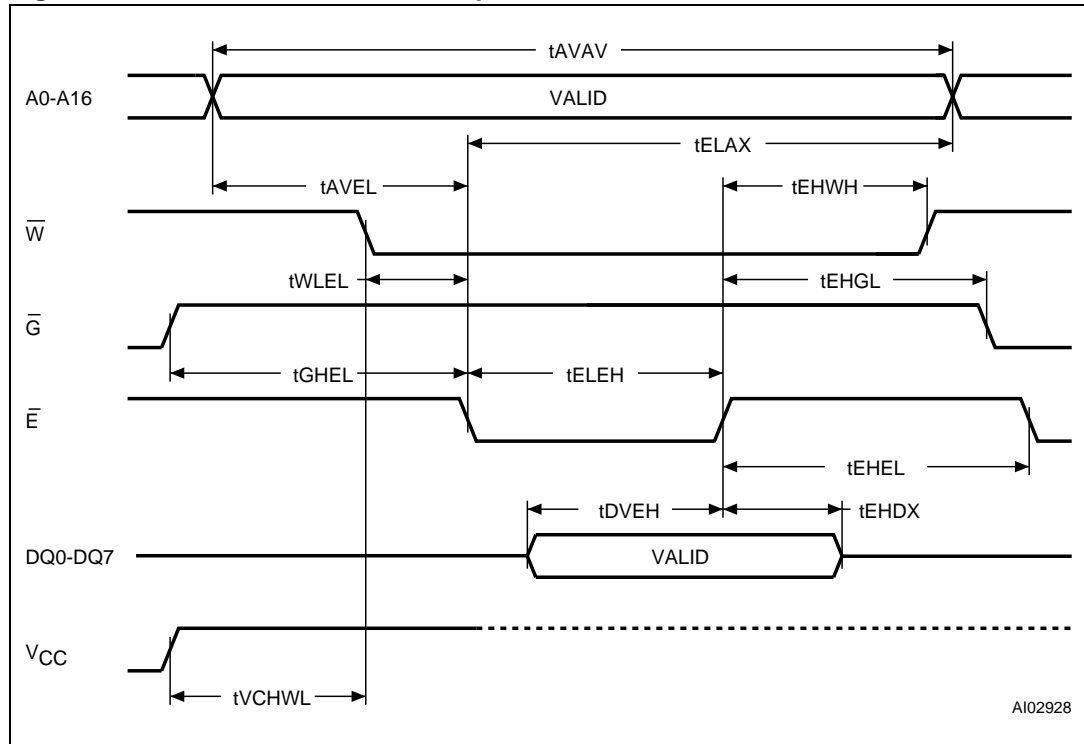 tAVAV
A0-A16
VALID
tELAX
tAVEL
tEHWH
W̅
tWLEL
tEHGL
G̅
tGHEL
tELEH
E̅
tEHEL
tDVEH
tEHDX
DQ0-DQ7
VALID
VCC
tVCHWL
AI02928